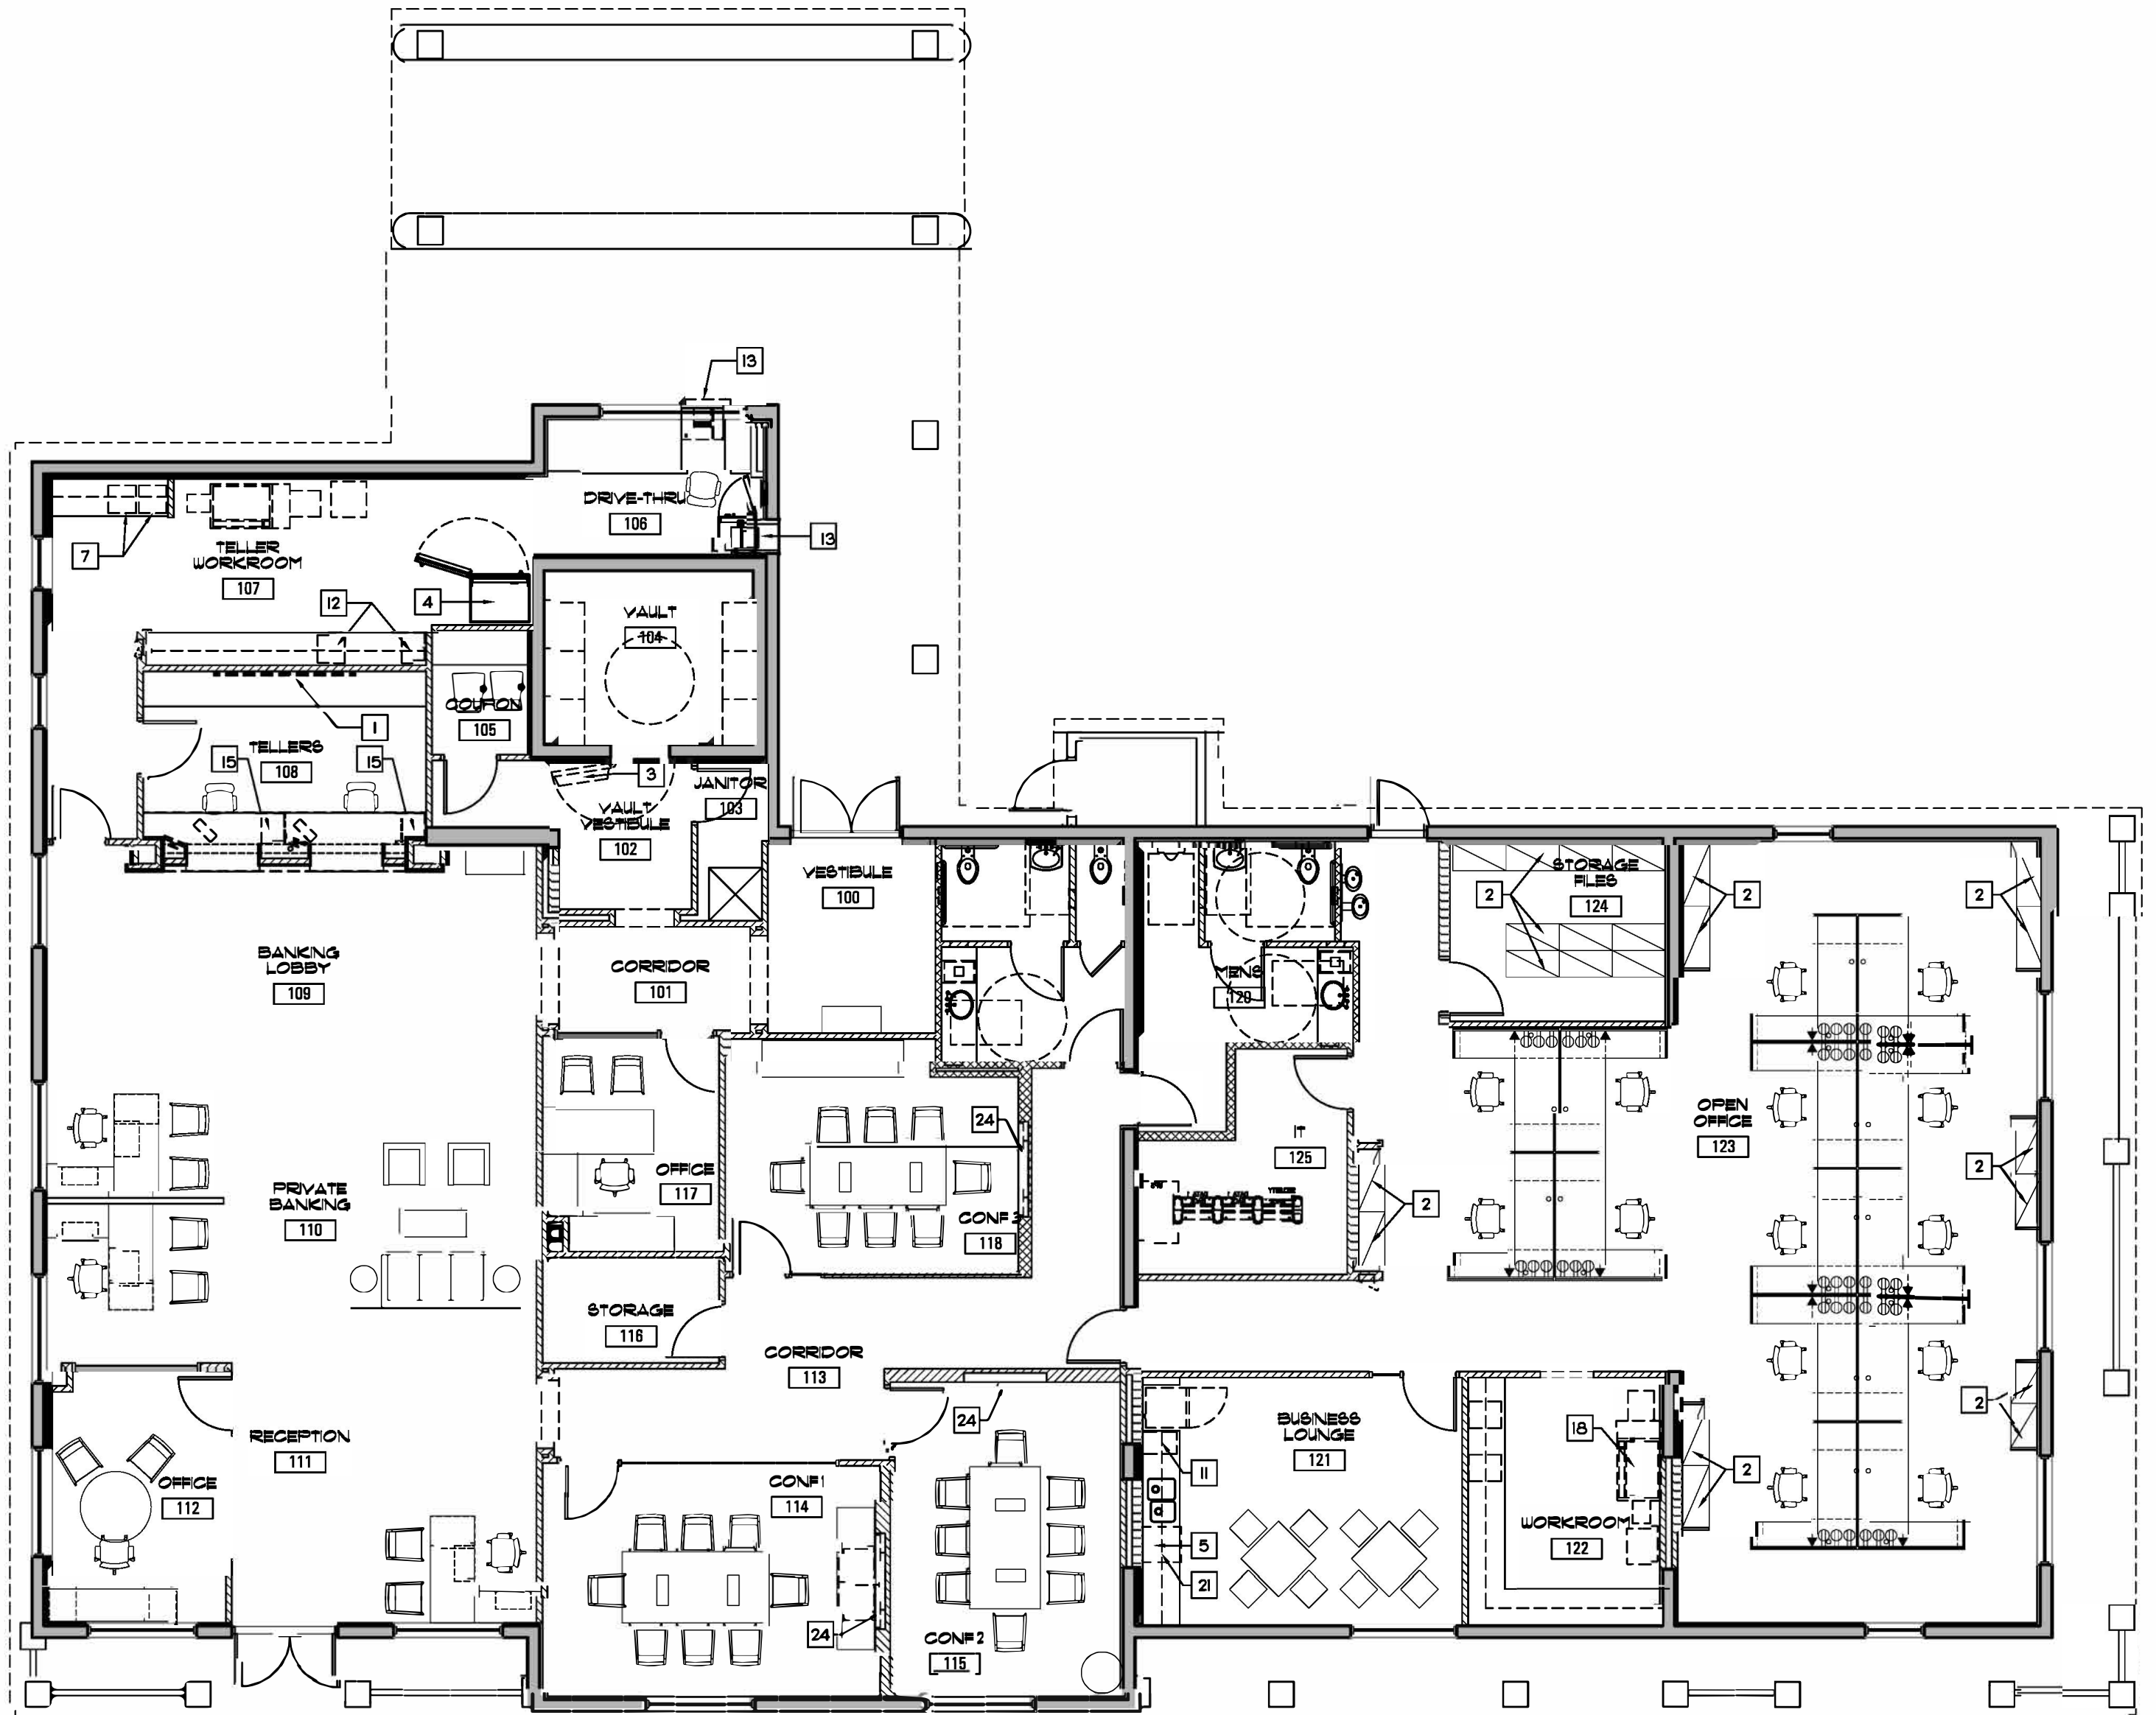 13
DRIVE-THRU
106
13
7
TELLER
WORKROOM
107
12
4
VAULT
104
COUPON
105
1
TELLERS
108
15
15
3
JANITOR
103
VAULT
VESTIBULE
102
VESTIBULE
100
STORAGE
FILES
124
2
2
2
BANKING
LOBBY
109
CORRIDOR
101
MENS
120
24
OPEN
OFFICE
123
IT
125
2
2
PRIVATE
BANKING
110
OFFICE
117
CONF 3
118
STORAGE
116
CORRIDOR
113
24
RECEPTION
111
BUSINESS
LOUNGE
121
18
2
2
11
OFFICE
112
CONF 1
114
WORKROOM
122
5
21
24
CONF 2
115